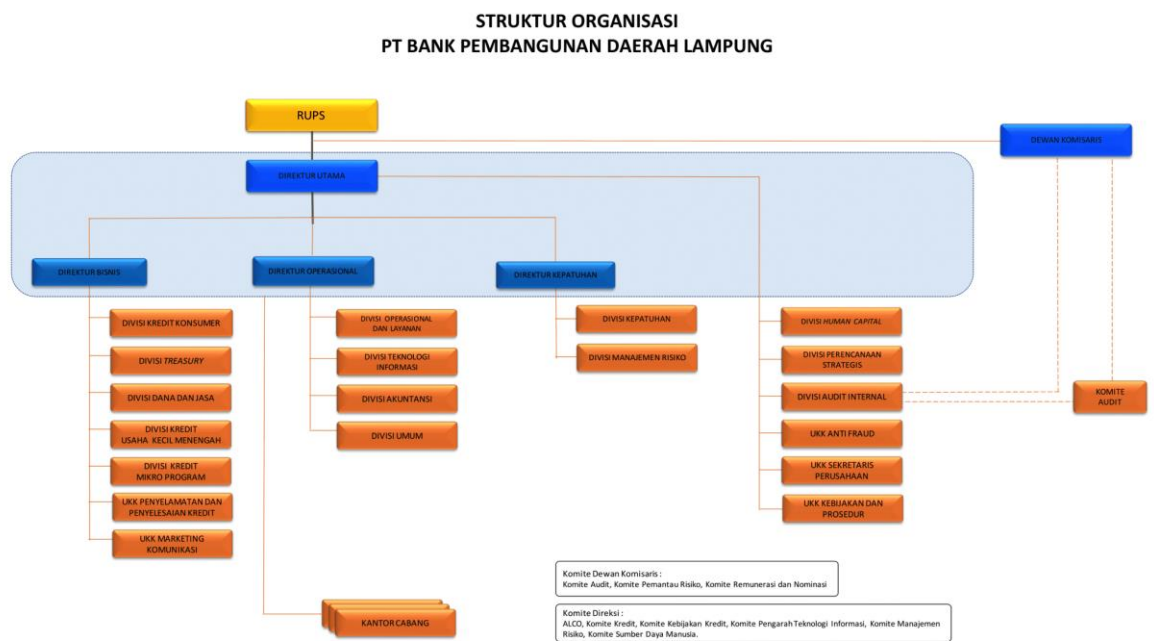 STRUKTUR ORGANISASI
PT BANK PEMBANGUNAN DAERAH LAMPUNG
RUPS
DEWAN KOMISARIS
DIREKTUR UTAMA
DIREKTUR BISNIS
DIREKTUR OPERASIONAL
DIREKTUR KEPATUHAN
DIVISI KREDIT KONSUMER
DIVISI TREASURY
DIVISI DANA DAN JASA
DIVISI KREDIT
USAHA KECIL MENENGAH
DIVISI KREDIT
MIKRO PROGRAM
UKK PENYELAMATAN DAN
PENYELESAIAN KREDIT
UKK MARKETING
KOMUNIKASI
DIVISI OPERASIONAL
DAN LAYANAN
DIVISI TEKNOLOGI
INFORMASI
DIVISI AKUNTANSI
DIVISI UMUM
KANTOR CABANG
DIVISI KEPATUHAN
DIVISI MANAJEMEN RISIKO
DIVISI HUMAN CAPITAL
DIVISI PERENCANAAN
STRATEGIS
DIVISI AUDIT INTERNAL
UKK ANTI FRAUD
UKK SEKRETARIS
PERUSAHAAN
UKK KEBIJAKAN DAN
PROSEDUR
KOMITE
AUDIT
Komite Dewan Komisaris :
Komite Audit, Komite Pemantau Risiko, Komite Remunerasi dan Nominasi
Komite Direksi :
ALCO, Komite Kredit, Komite Kebijakan Kredit, Komite Pengarah Teknologi Informasi, Komite Manajemen
Risiko, Komite Sumber Daya Manusia.